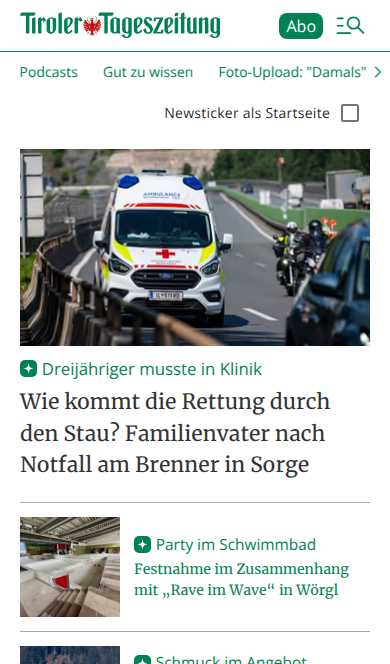 Tiroler Tageszeitung
Abo
Podcasts Gut zu wissen Foto-Upload: "Damals"
Newsticker als Startseite
AMBULANCE
Dreijähriger musste in Klinik
Wie kommt die Rettung durch
den Stau? Familienvater nach
Notfall am Brenner in Sorge
Party im Schwimmbad
Festnahme im Zusammenhang
mit „Rave im Wave“ in Wörgl
Schmuck im Angebot